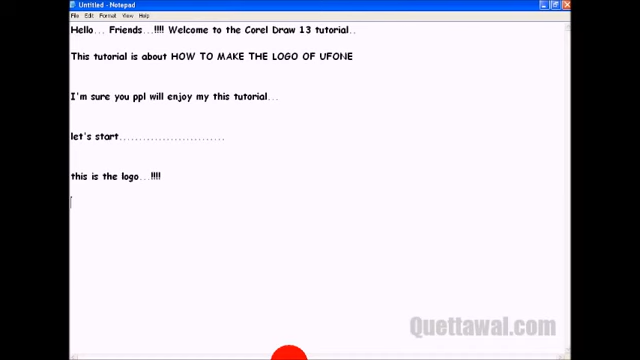 Untitled - Notepad
File Edit Format View Help
Hello... Friends...!!!! Welcome to the Corel Draw 13 tutorial..
This tutorial is about HOW TO MAKE THE LOGO OF UFONE
I'm sure you ppl will enjoy my this tutorial...
let's start...........................
this is the logo...!!!!
Quettawal.com